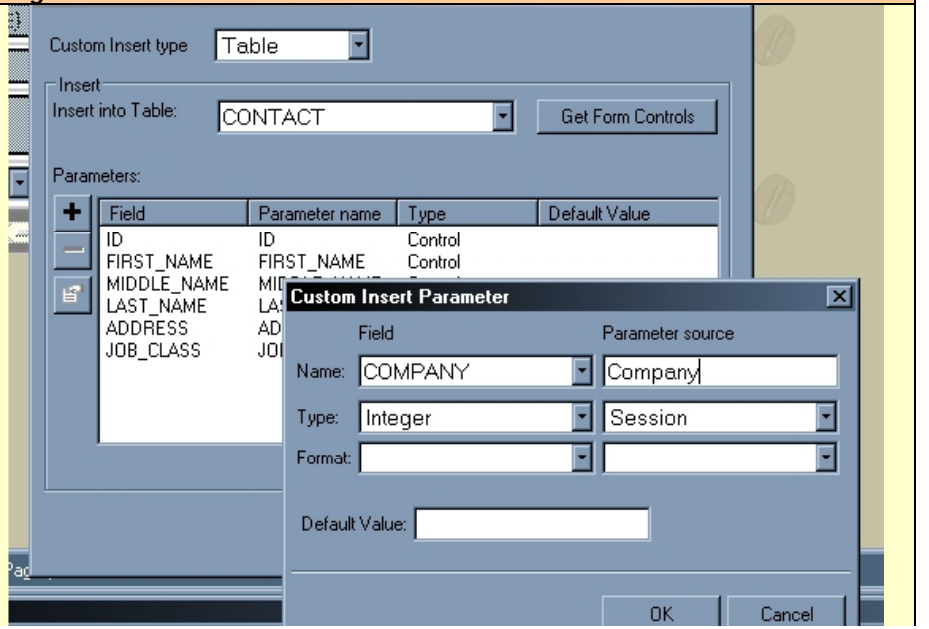 Custom Insert type Table
Insert
Insert into Table: CONTACT Get Form Controls
Parameters:
Field Parameter name Type Default Value
ID ID Control
FIRST_NAME FIRST_NAME Control
MIDDLE_NAME
LAST_NAME
ADDRESS
JOB_CLASS
Custom Insert Parameter
Field Parameter source
Name: COMPANY Company
Type: Integer Session
Format:
Default Value:
OK Cancel